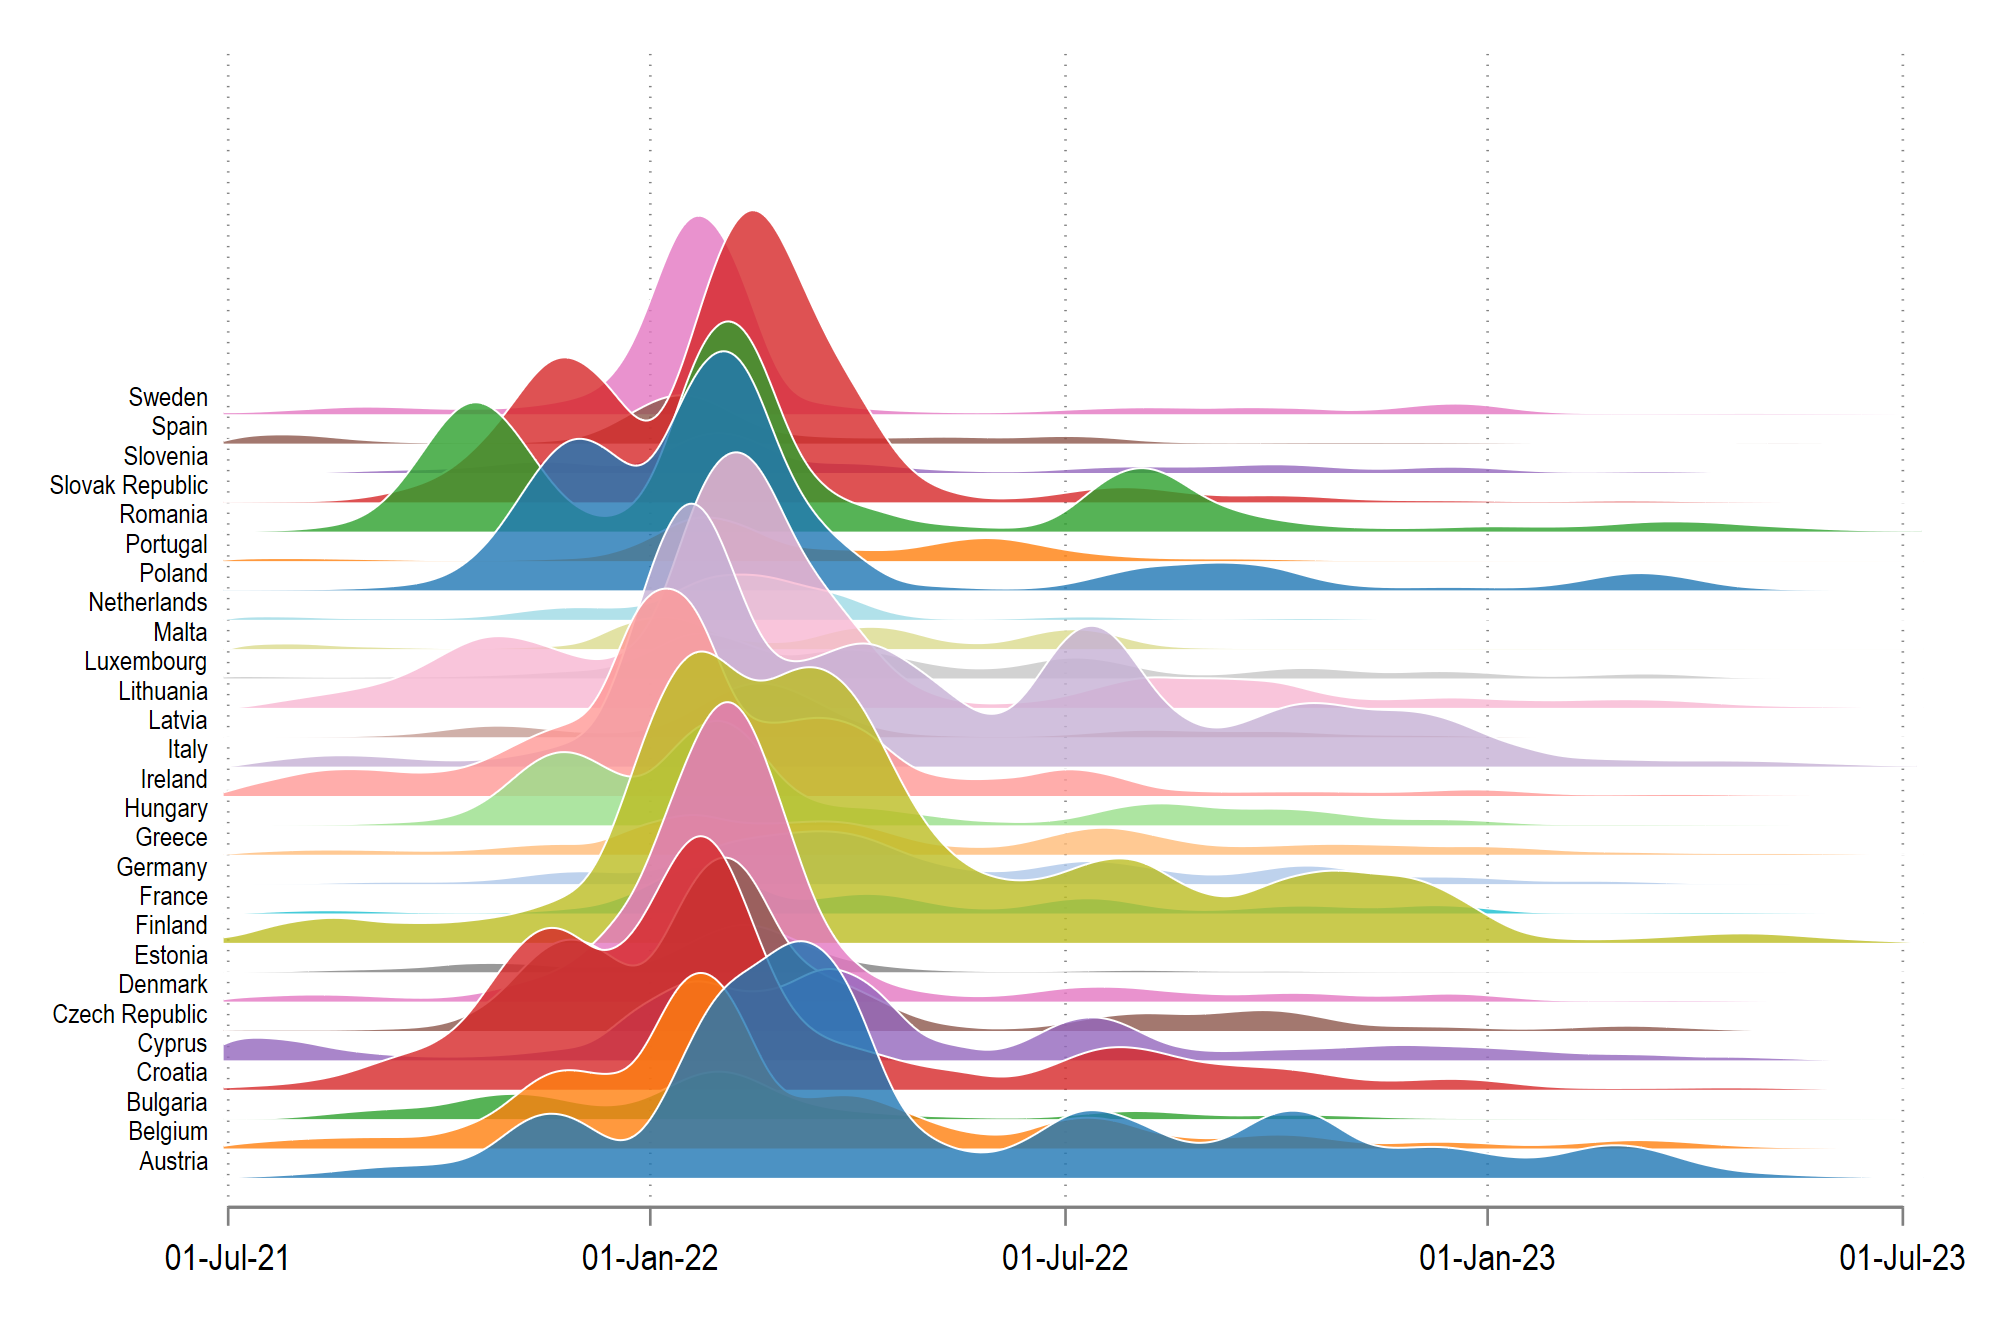 Sweden
Spain
Slovenia
Slovak Republic
Romania
Portugal
Poland
Netherlands
Malta
Luxembourg
Lithuania
Latvia
Italy
Ireland
Hungary
Greece
Germany
France
Finland
Estonia
Denmark
Czech Republic
Cyprus
Croatia
Bulgaria
Belgium
Austria
01-Jul-21 01-Jan-22 01-Jul-22 01-Jan-23 01-Jul-23